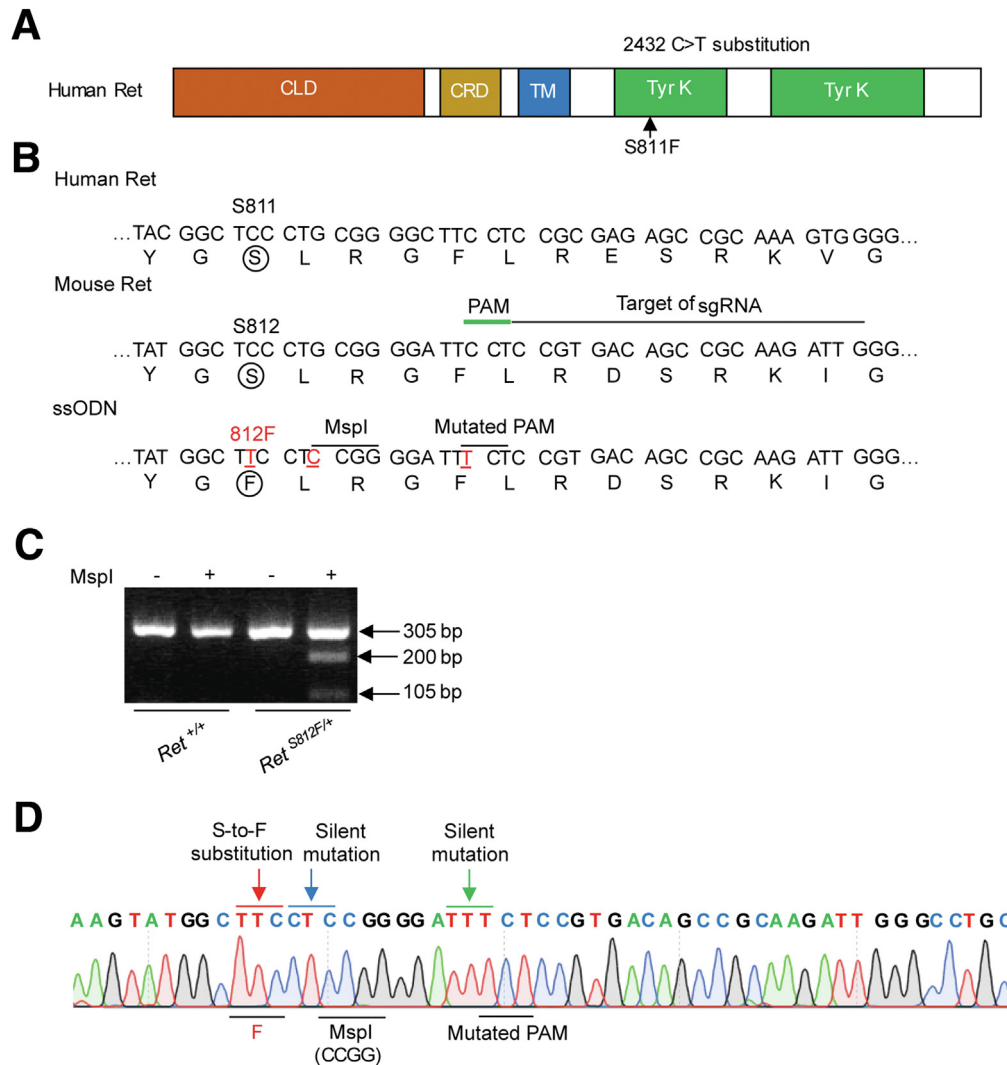 A
2432 C>T substitution
Human Ret
CLD
CRD
TM
Tyr K
Tyr K
S811F
B
Human Ret
S811
...TAC GGC TCC CTG CGG GGC TTC CTC CGC GAG AGC CGC AAA GTG GGG...
Y G S L R G F L R E S R K V G
Mouse Ret
PAM
Target of sgRNA
S812
...TAT GGC TCC CTG CGG GGA TTC CTC CGT GAC AGC CGC AAG ATT GGG...
Y G S L R G F L R D S R K I G
ssODN
812F
MspI
Mutated PAM
...TAT GGC TTC CTC CGG GGA TTT CTC CGT GAC AGC CGC AAG ATT GGG...
Y G F L R G F L R D S R K I G
C
MspI - + - +
305 bp
200 bp
105 bp
Ret +/+
Ret S812F/+
D
S-to-F substitution
Silent mutation
Silent mutation
AAGTATGGCTTCCTCCGGGGATTTCTCCGTGACAGCCGCAAGATT GGGCCTGC
F
MspI
(CCGG)
Mutated PAM